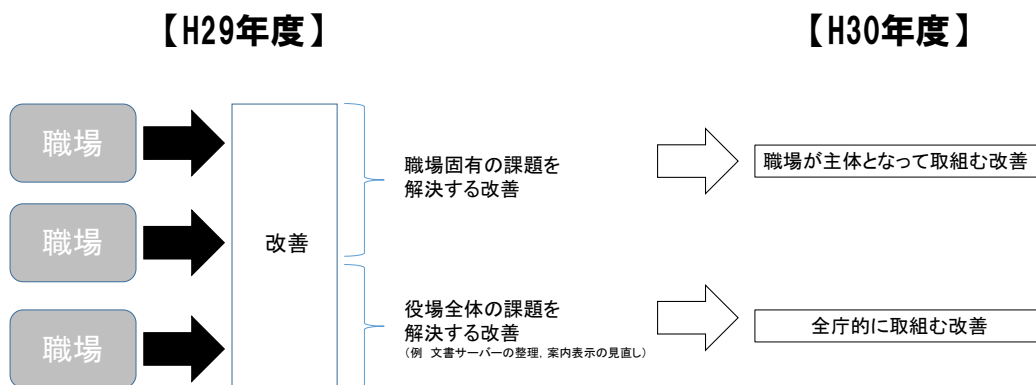 【H29年度】
【H30年度】
職場
職場
職場
改善
職場固有の課題を
解決する改善
役場全体の課題を
解決する改善
(例　文書サーバーの整理，案内表示の見直し)
職場が主体となって取組む改善
全庁的に取組む改善